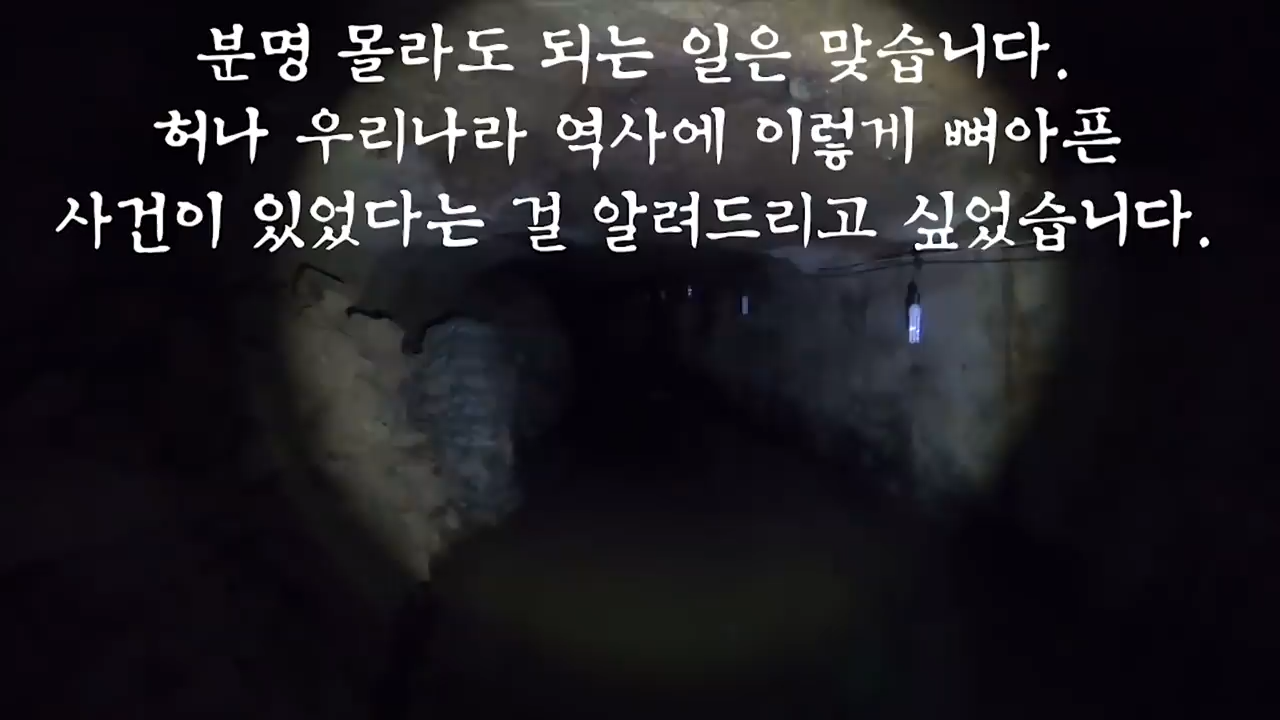 분명 몰라도 되는 일은 맞습니다.
허나 우리나라 역사에 이렇게 뼈아픈
사건이 있었다는 걸 알려드리고 싶었습니다.